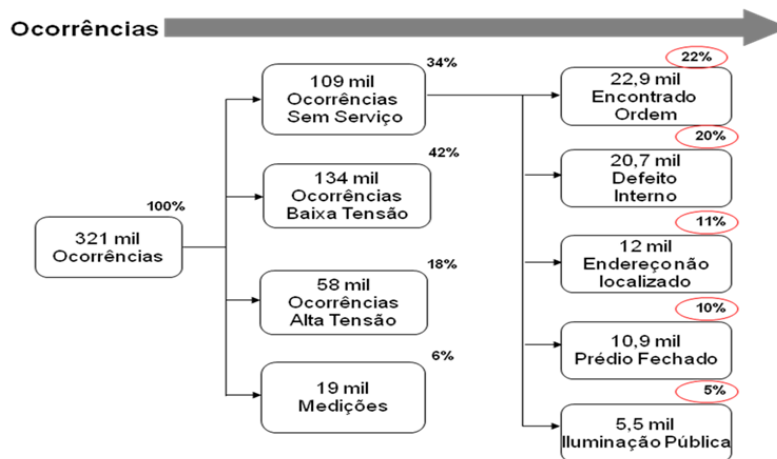 Ocorrências
100%
321 mil
Ocorrências
34%
109 mil
Ocorrências
Sem Serviço
42%
134 mil
Ocorrências
Baixa Tensão
18%
58 mil
Ocorrências
Alta Tensão
6%
19 mil
Medições
22%
22,9 mil
Encontrado
Ordem
20%
20,7 mil
Defeito
Interno
11%
12 mil
Endereço não
localizado
10%
10,9 mil
Prédio Fechado
5%
5,5 mil
Iluminação Pública